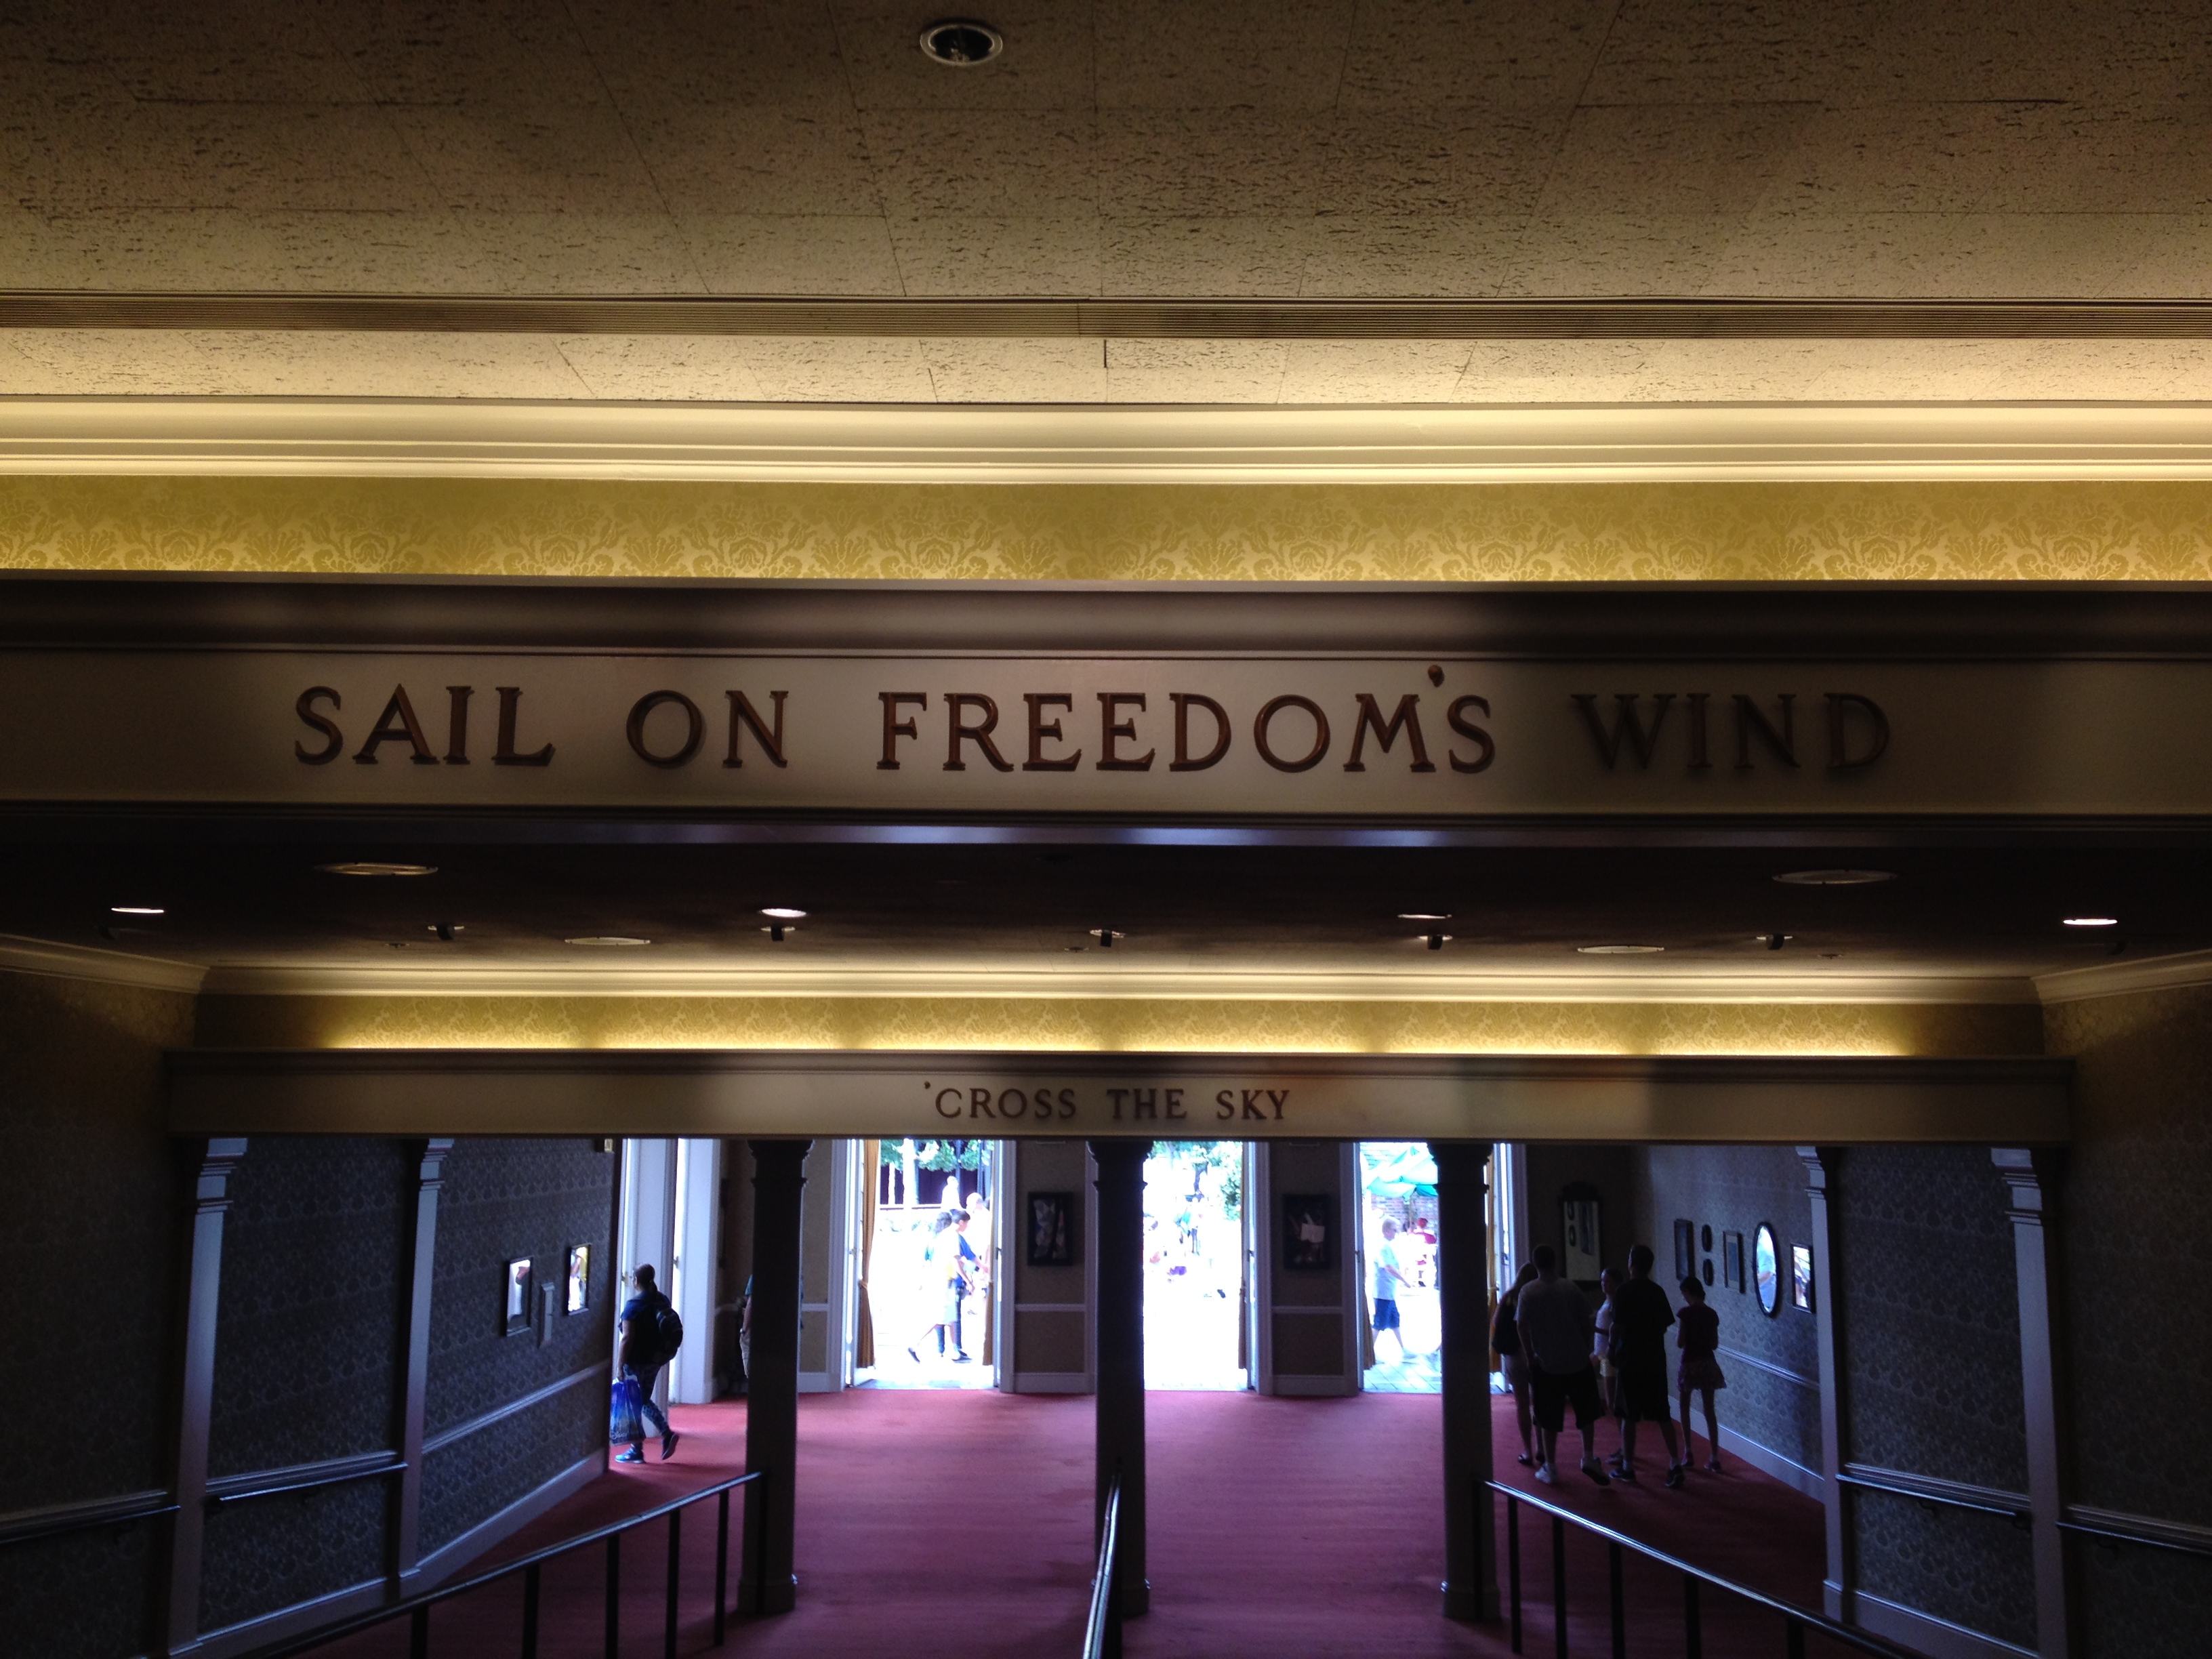 SAIL ON FREEDOM'S WIND
'CROSS THE SKY